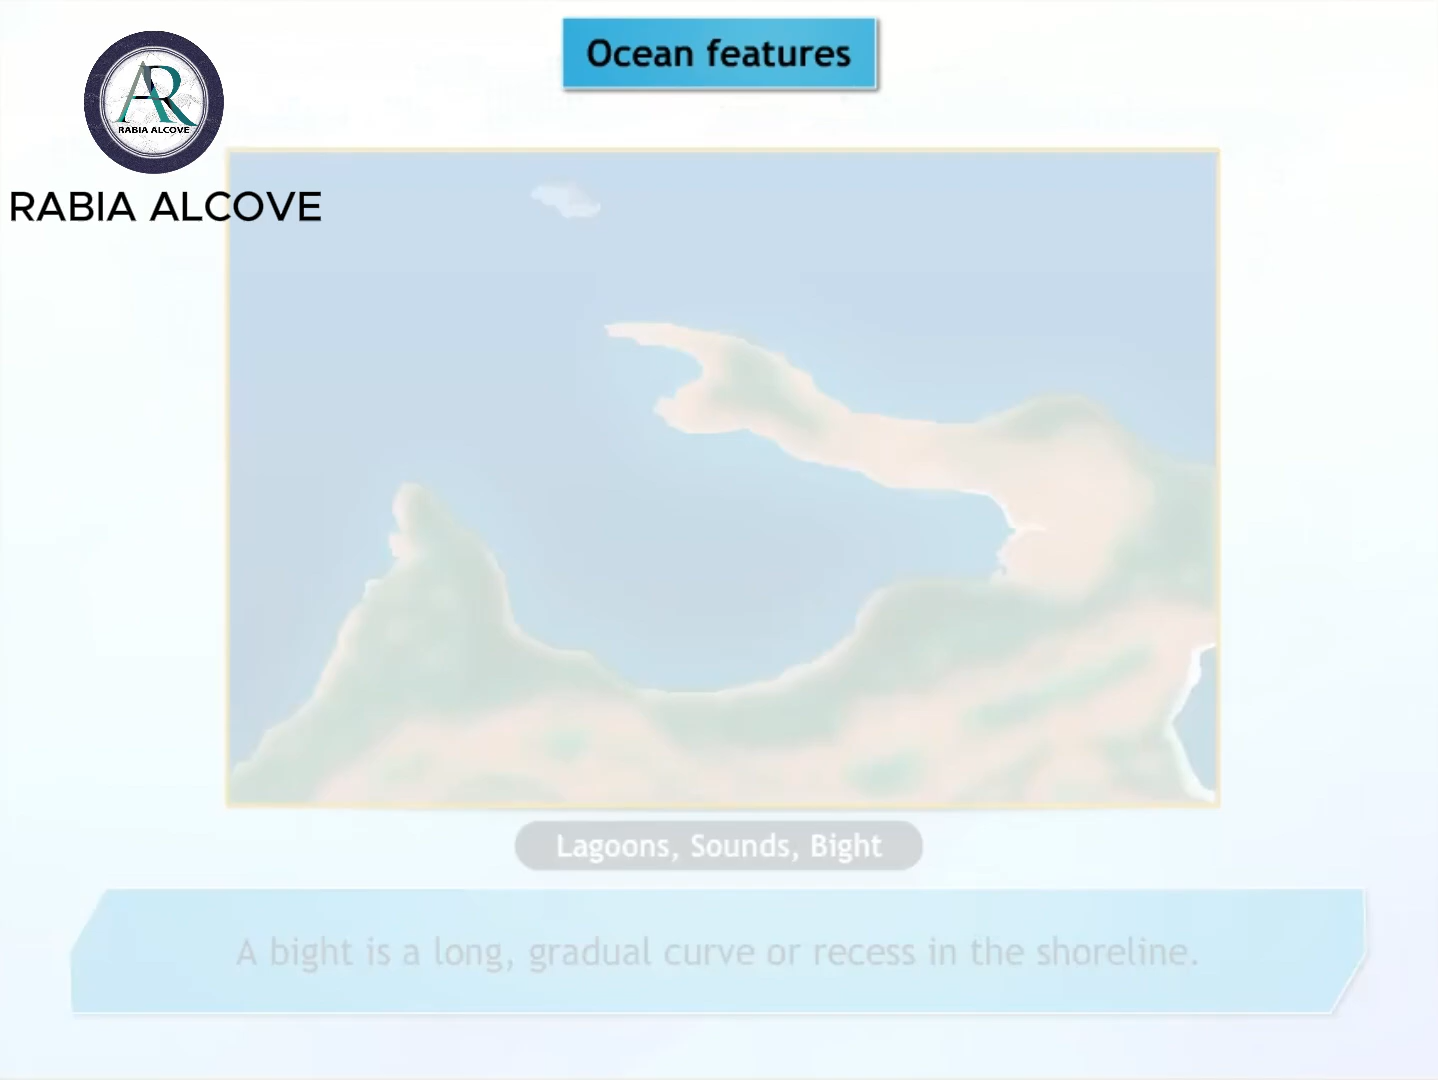 Ocean features
AR
RABIA ALCOVE
RABIA ALCOVE
Lagoons, Sounds, Bight
A bight is a long, gradual curve or recess in the shoreline.